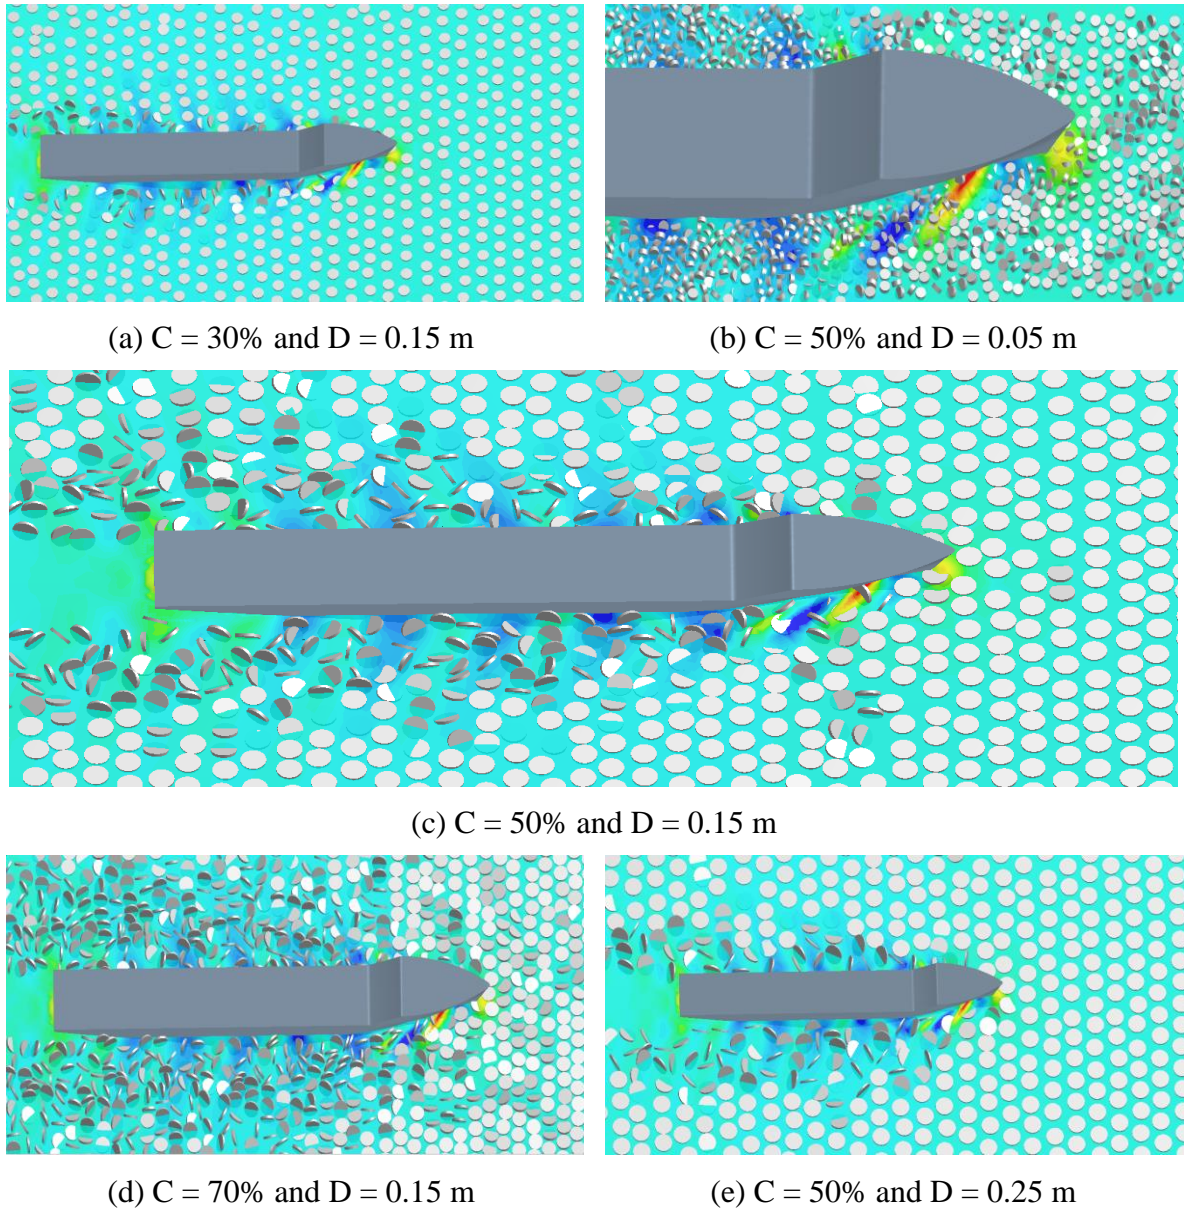 (a) C = 30% and D = 0.15 m
(b) C = 50% and D = 0.05 m
(c) C = 50% and D = 0.15 m
(d) C = 70% and D = 0.15 m
(e) C = 50% and D = 0.25 m